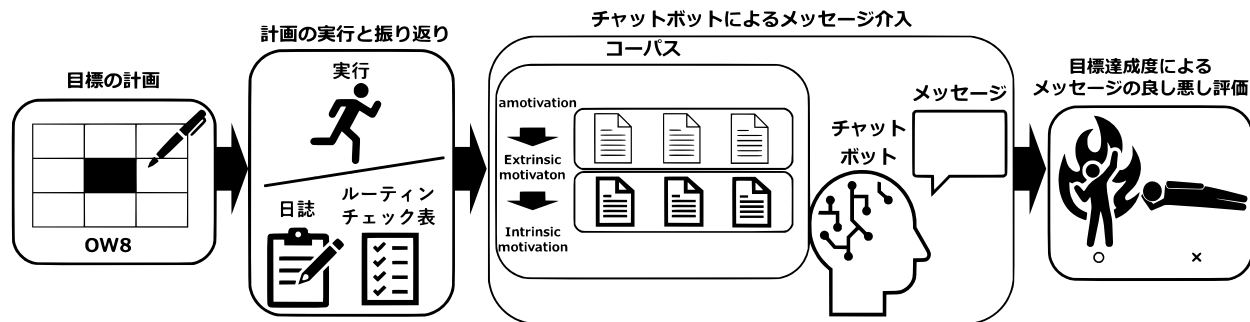 目標の計画
OW8
計画の実行と振り返り
実行
日誌
ルーティン
チェック表
チャットボットによるメッセージ介入
コーパス
amotivation
Extrinsic
motivaton
Intrinsic
motivation
チャット
ボット
メッセージ
目標達成度による
メッセージの良し悪し評価
○
×